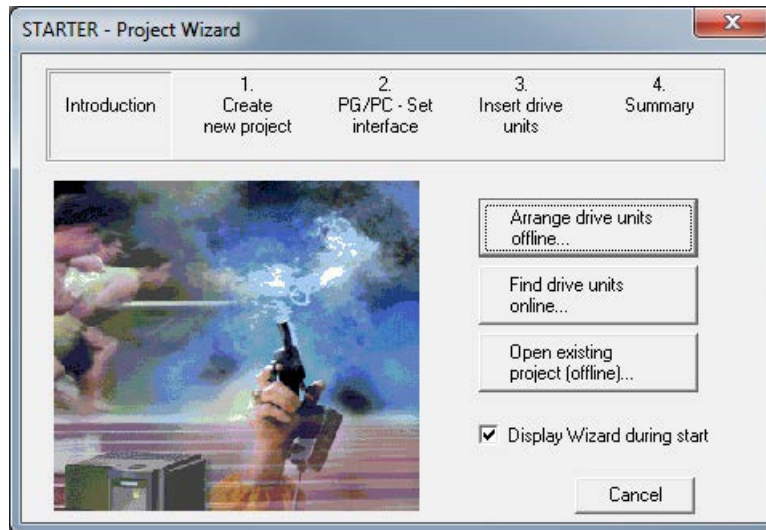 STARTER - Project Wizard
Introduction
1.
Create
new project
2.
PG/PC - Set
interface
3.
Insert drive
units
4.
Summary
Arrange drive units
offline...
Find drive units
online...
Open existing
project (offline)...
Display Wizard during start
Cancel